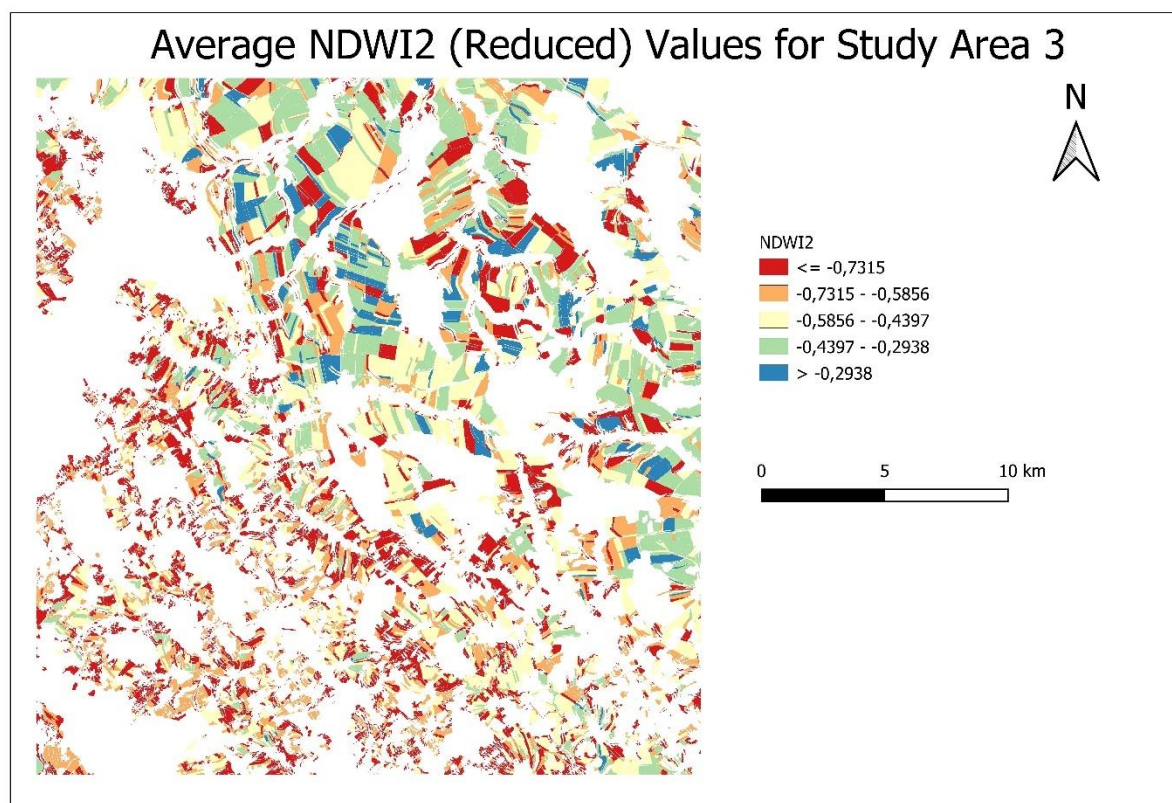 Average NDWI2 (Reduced) Values for Study Area 3
N
NDWI2
<= -0,7315
-0,7315 - -0,5856
-0,5856 - -0,4397
-0,4397 - -0,2938
> -0,2938
0 5 10 km